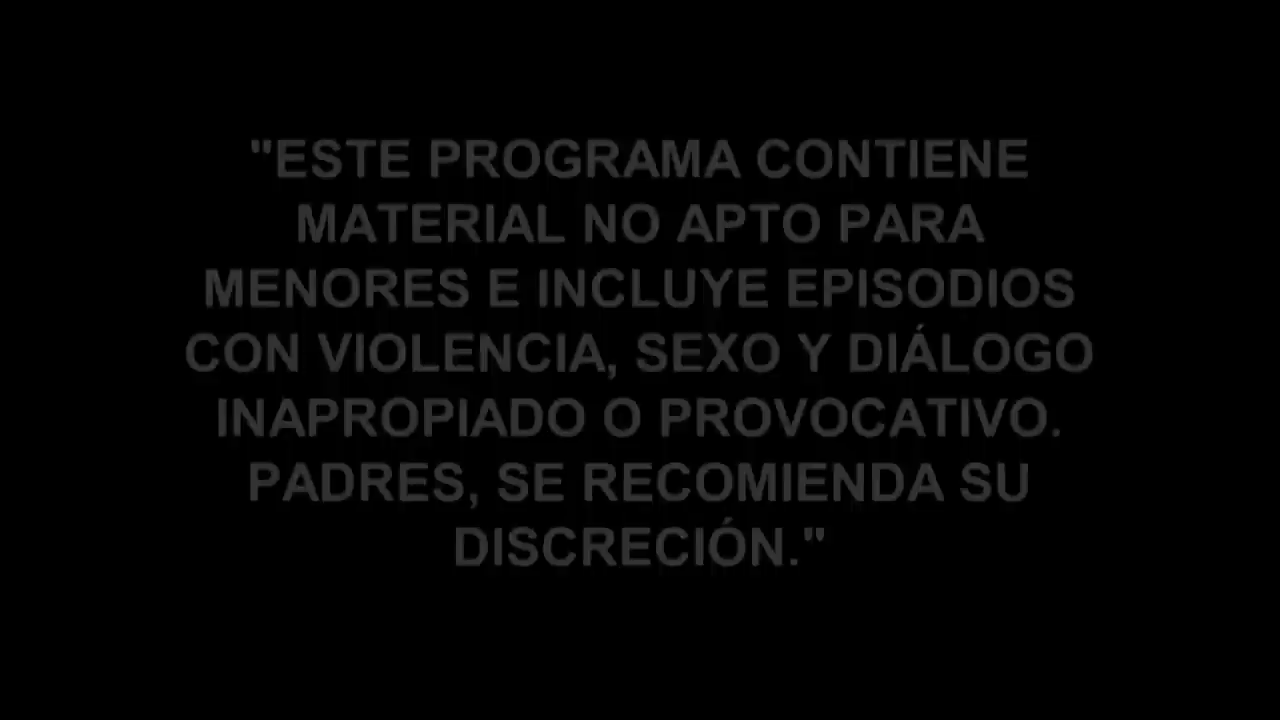 "ESTE PROGRAMA CONTIENE
MATERIAL NO APTO PARA
MENORES E INCLUYE EPISODIOS
CON VIOLENCIA, SEXO Y DIÁLOGO
INAPROPIADO O PROVOCATIVO.
PADRES, SE RECOMIENDA SU
DISCRECIÓN."